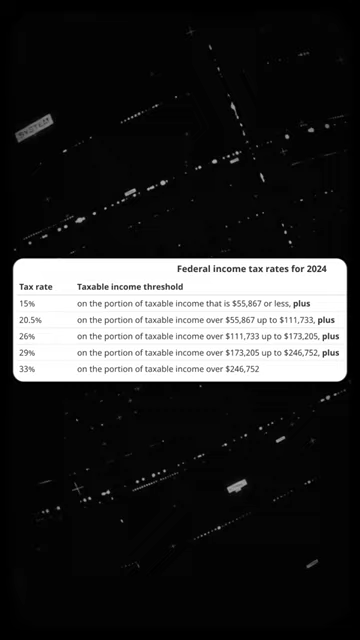 Federal income tax rates for 2024
Tax rate Taxable income threshold
15% on the portion of taxable income that is $55,867 or less, plus
20.5% on the portion of taxable income over $55,867 up to $111,733, plus
26% on the portion of taxable income over $111,733 up to $173,205, plus
29% on the portion of taxable income over $173,205 up to $246,752, plus
33% on the portion of taxable income over $246,752